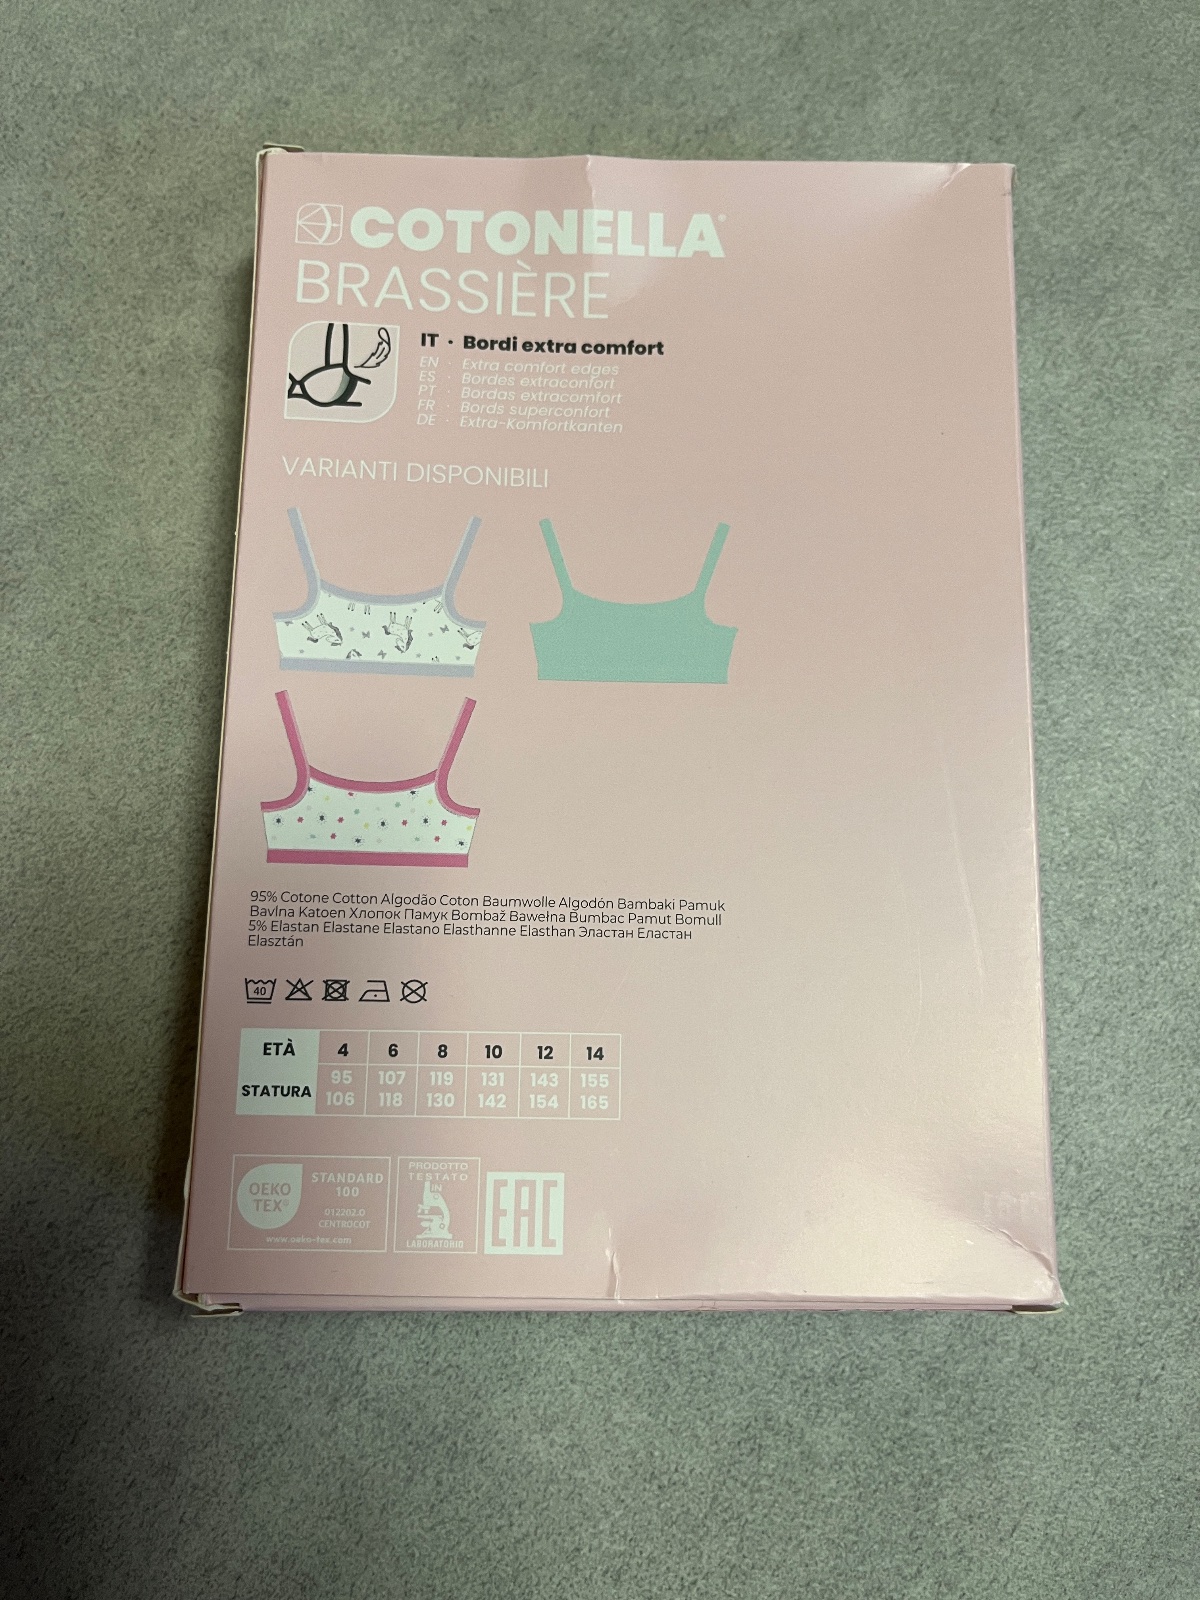 COTONELLA®
BRASSIÈRE
IT · Bordi extra comfort
EN · Extra comfort edges
ES · Bordes extraconfort
PT · Bordas extracomfort
FR · Bords superconfort
DE · Extra-Komfortkanten
VARIANTI DISPONIBILI
95% Cotone Cotton Algodão Coton Baumwolle Algodón Bambaki Pamuk
Bavlna Katoen Хлопок Памук Bombaž Bawełna Bumbac Pamut Bomull
5% Elastan Elastane Elastano Elasthanne Elasthan Эластан Еластан
Elasztán
40
ETÀ 4 6 8 10 12 14
STATURA 95 107 119 131 143 155
106 118 130 142 154 165
OEKO
TEX®
STANDARD
100
012202.O
CENTROCOT
www.oeko-tex.com
PRODOTTO
TESTATO
IN
LABORATORIO
EAC